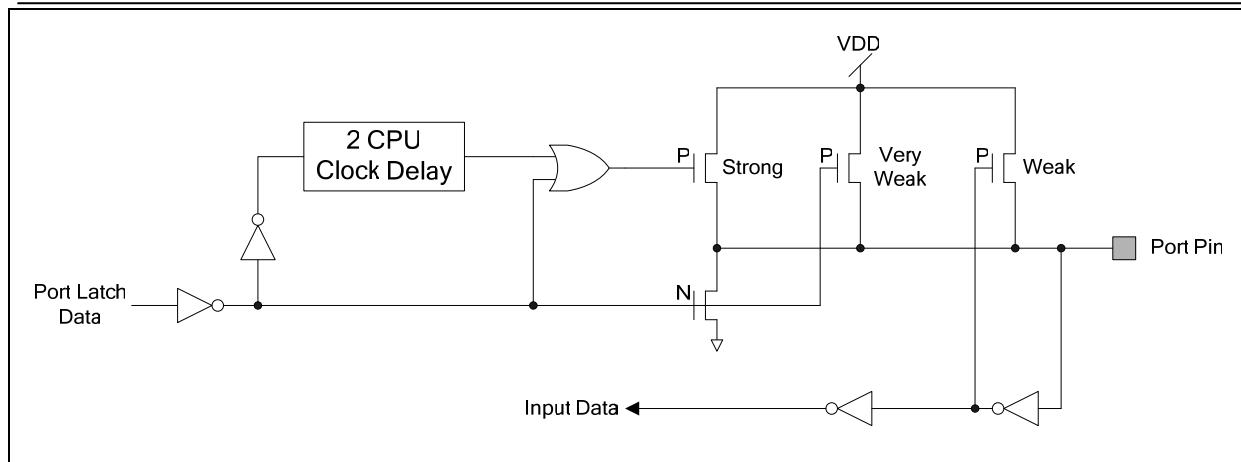 VDD
2 CPU
Clock Delay
P
Strong
P
Very
Weak
P
Weak
Port Pin
Port Latch
Data
N
Input Data